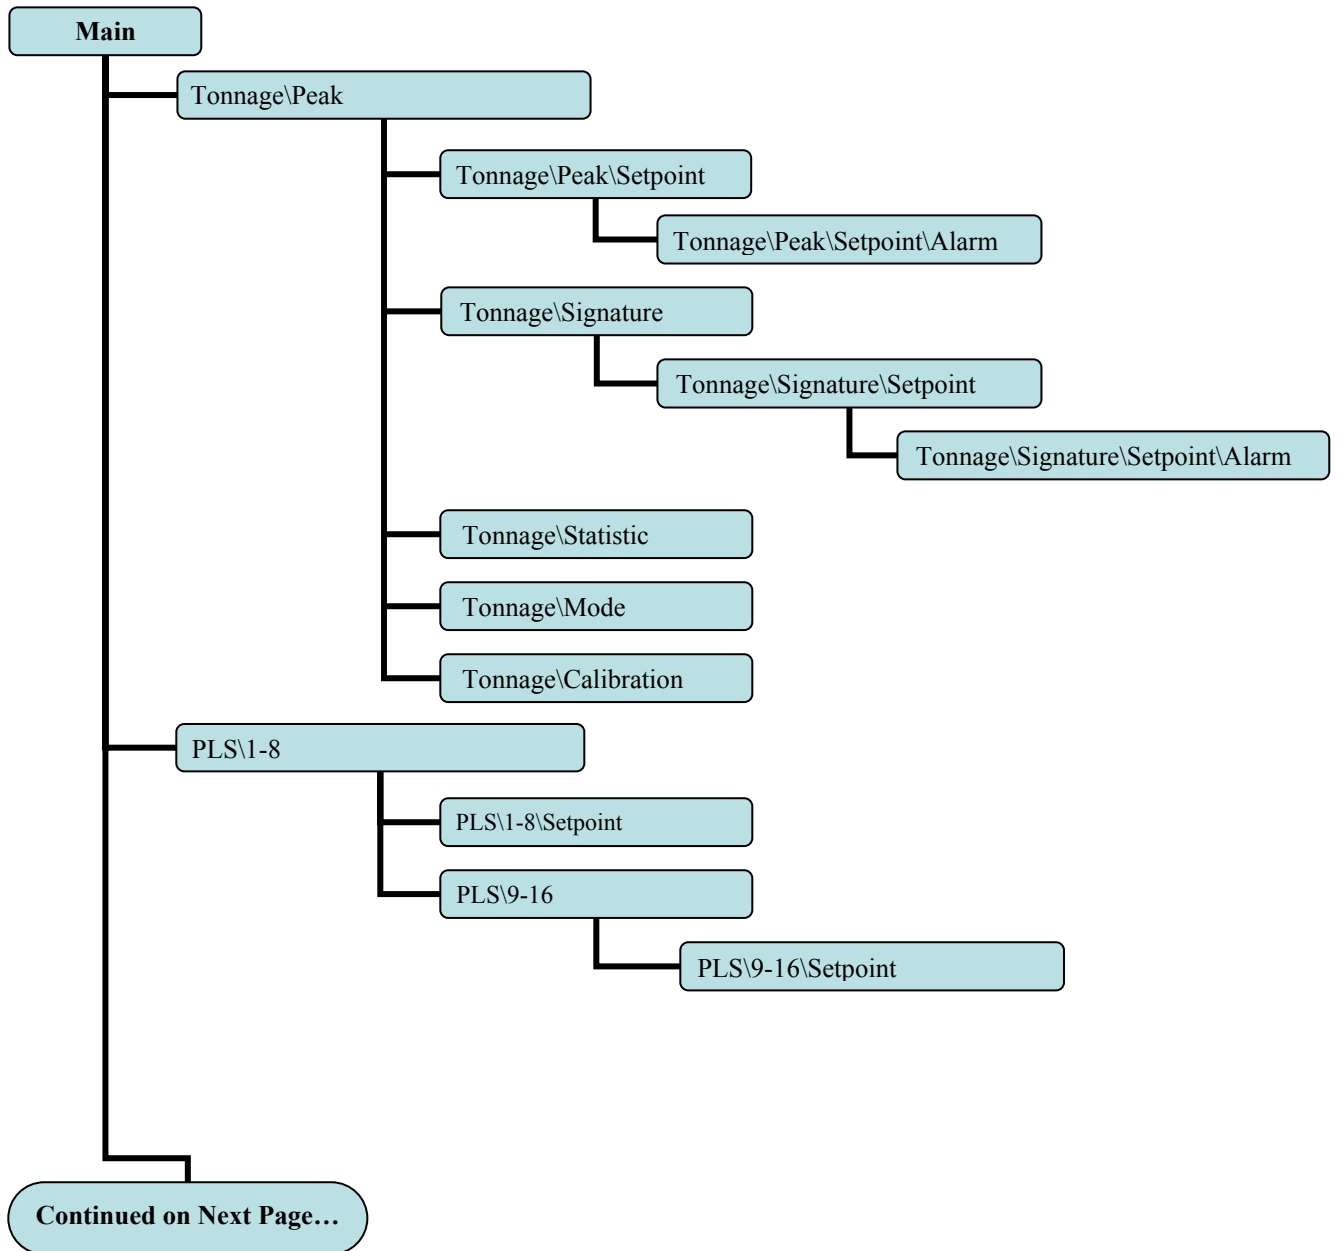 Main
Tonnage\Peak
Tonnage\Peak\Setpoint
Tonnage\Peak\Setpoint\Alarm
Tonnage\Signature
Tonnage\Signature\Setpoint
Tonnage\Signature\Setpoint\Alarm
Tonnage\Statistic
Tonnage\Mode
Tonnage\Calibration
PLS\1-8
PLS\1-8\Setpoint
PLS\9-16
PLS\9-16\Setpoint
Continued on Next Page…